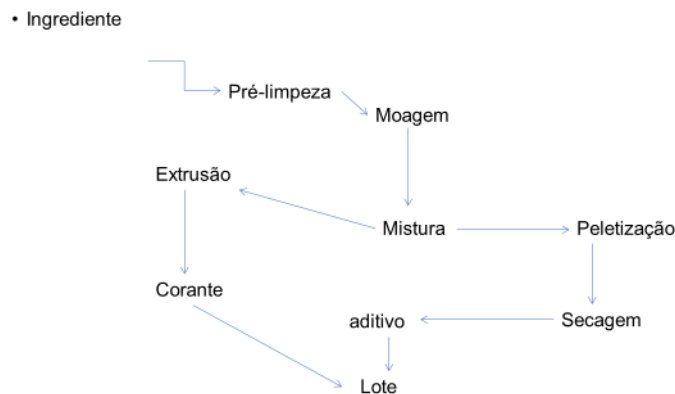 • Ingrediente
Pré-limpeza
Moagem
Extrusão
Mistura
Peletização
Corante
aditivo
Secagem
Lote